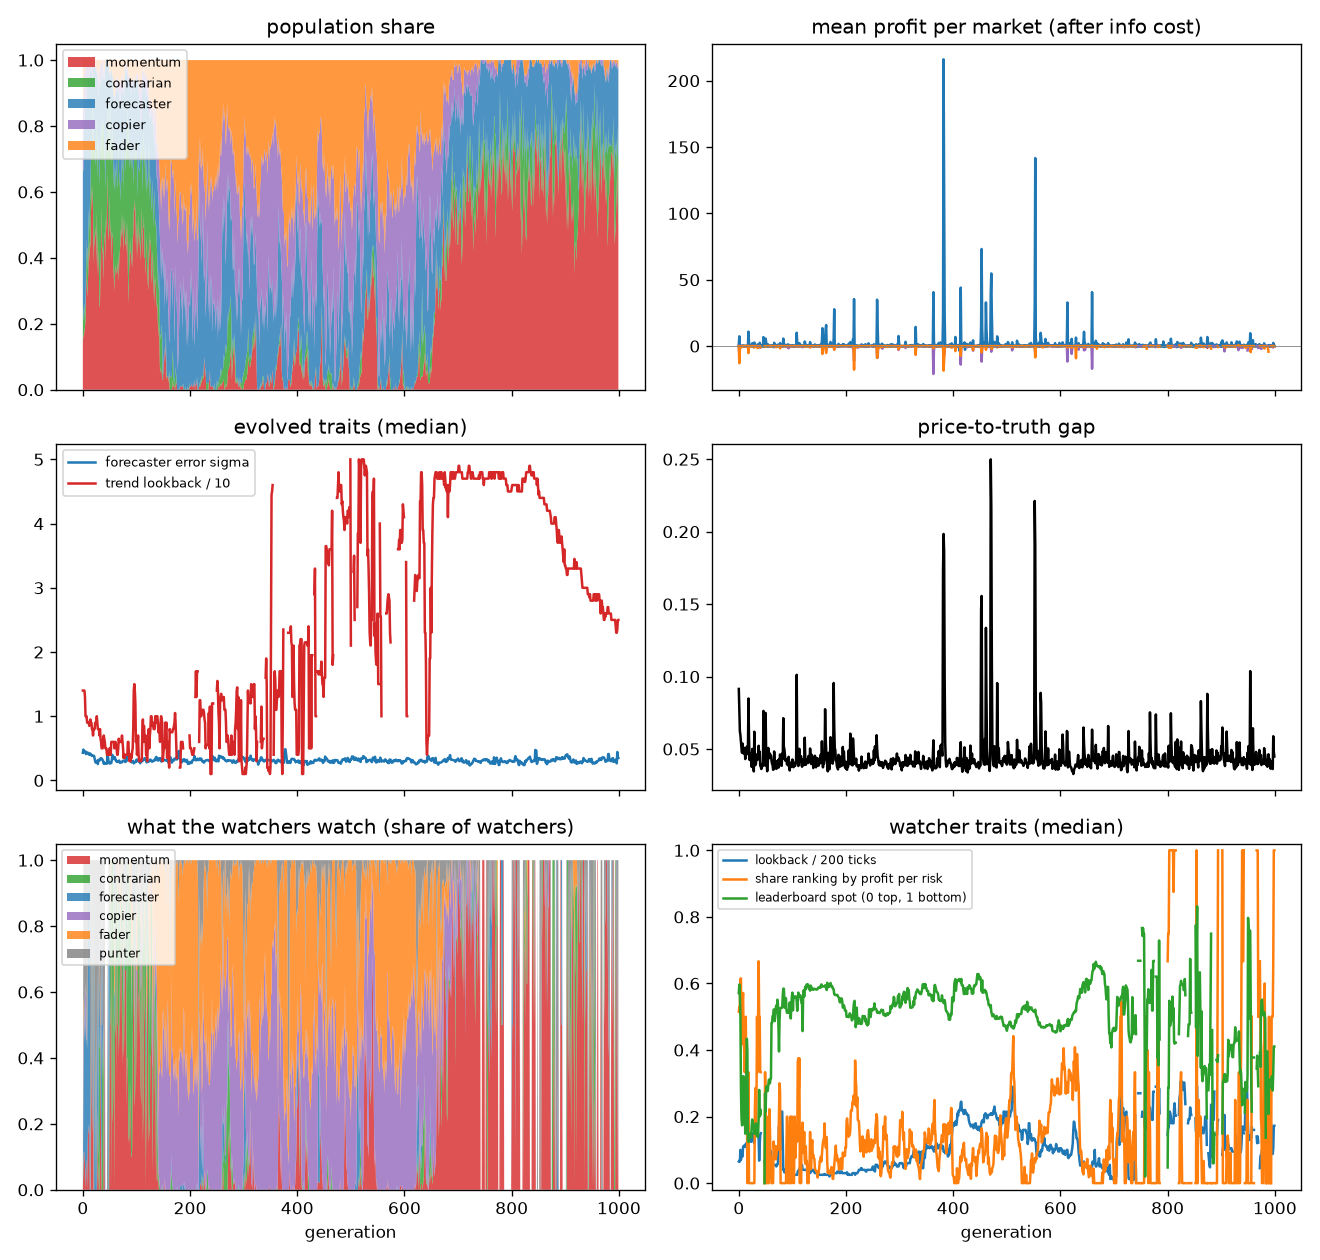 population share
1.0
0.8
0.6
0.4
0.2
0.0
momentum
contrarian
forecaster
copier
fader
mean profit per market (after info cost)
200
150
100
50
0
evolved traits (median)
5
4
3
2
1
0
forecaster error sigma
trend lookback / 10
price-to-truth gap
0.25
0.20
0.15
0.10
0.05
what the watchers watch (share of watchers)
1.0
0.8
0.6
0.4
0.2
0.0
momentum
contrarian
forecaster
copier
fader
punter
0 200 400 600 800 1000
generation
watcher traits (median)
1.0
0.8
0.6
0.4
0.2
0.0
lookback / 200 ticks
share ranking by profit per risk
leaderboard spot (0 top, 1 bottom)
0 200 400 600 800 1000
generation